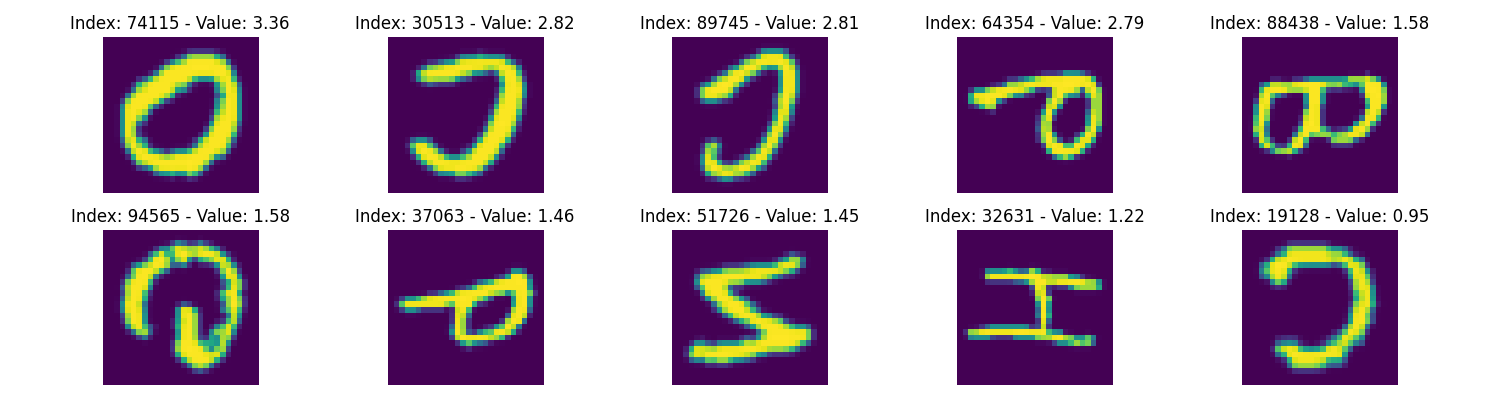 Index: 74115 - Value: 3.36 Index: 30513 - Value: 2.82 Index: 89745 - Value: 2.81 Index: 64354 - Value: 2.79 Index: 88438 - Value: 1.58
Index: 94565 - Value: 1.58 Index: 37063 - Value: 1.46 Index: 51726 - Value: 1.45 Index: 32631 - Value: 1.22 Index: 19128 - Value: 0.95